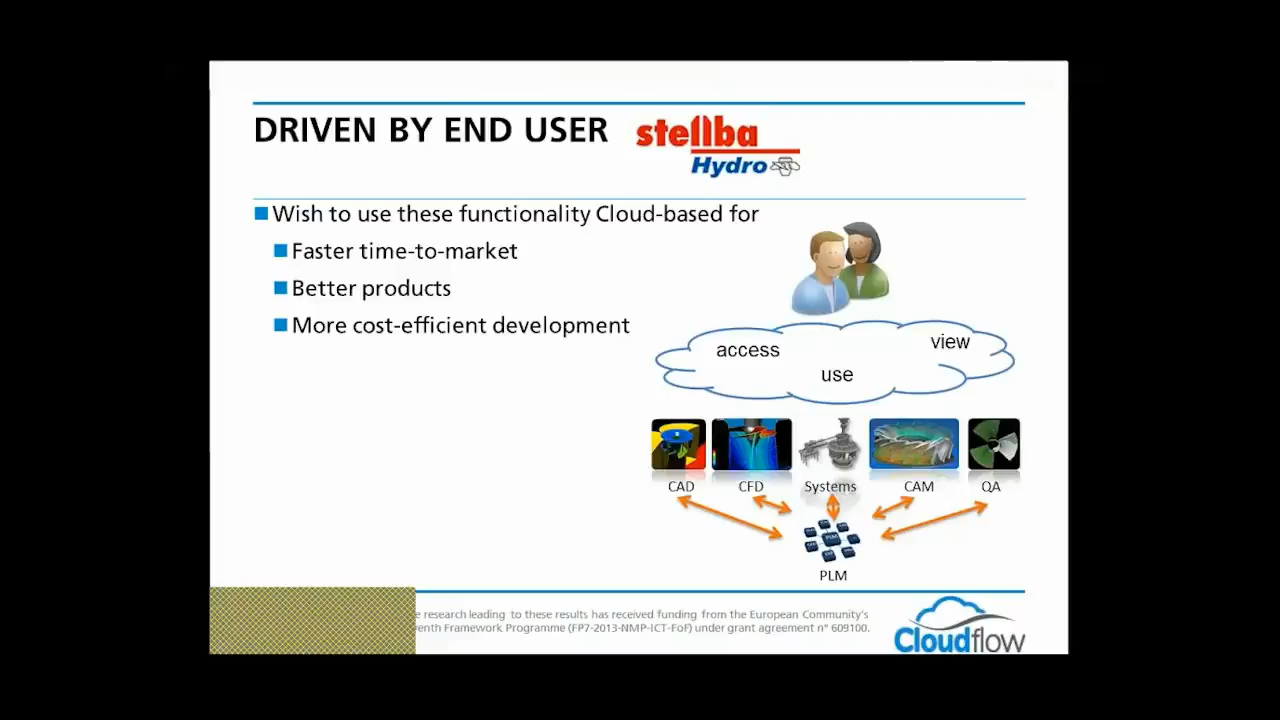 DRIVEN BY END USER
stellba
Hydro
Wish to use these functionality Cloud-based for
Faster time-to-market
Better products
More cost-efficient development
access
view
use
CAD
CFD
Systems
CAM
QA
PLM
PLM
e research leading to these results has received funding from the European Community's
enth Framework Programme (FP7-2013-NMP-ICT-FoF) under grant agreement n° 609100.
Cloudflow